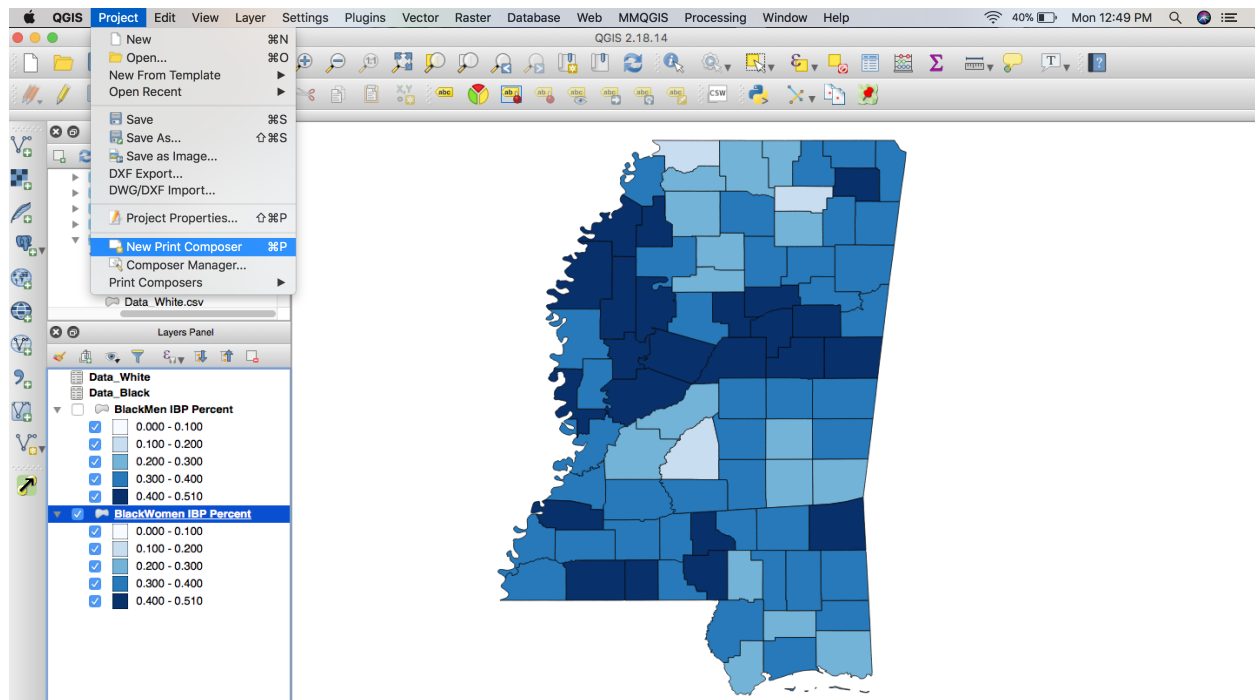 QGIS Project Edit View Layer Settings Plugins Vector Raster Database Web MMQGIS Processing Window Help 40% Mon 12:49 PM
QGIS 2.18.14
New ⌘N
Open... ⌘O
New From Template ▶
Open Recent ▶
Save ⌘S
Save As... ⇧⌘S
Save as Image...
DXF Export...
DWG/DXF Import...
Project Properties... ⇧⌘P
New Print Composer ⌘P
Composer Manager...
Print Composers ▶
Data_White.csv
Layers Panel
Data_White
Data_Black
BlackMen IBP Percent
0.000 - 0.100
0.100 - 0.200
0.200 - 0.300
0.300 - 0.400
0.400 - 0.510
BlackWomen IBP Percent
0.000 - 0.100
0.100 - 0.200
0.200 - 0.300
0.300 - 0.400
0.400 - 0.510